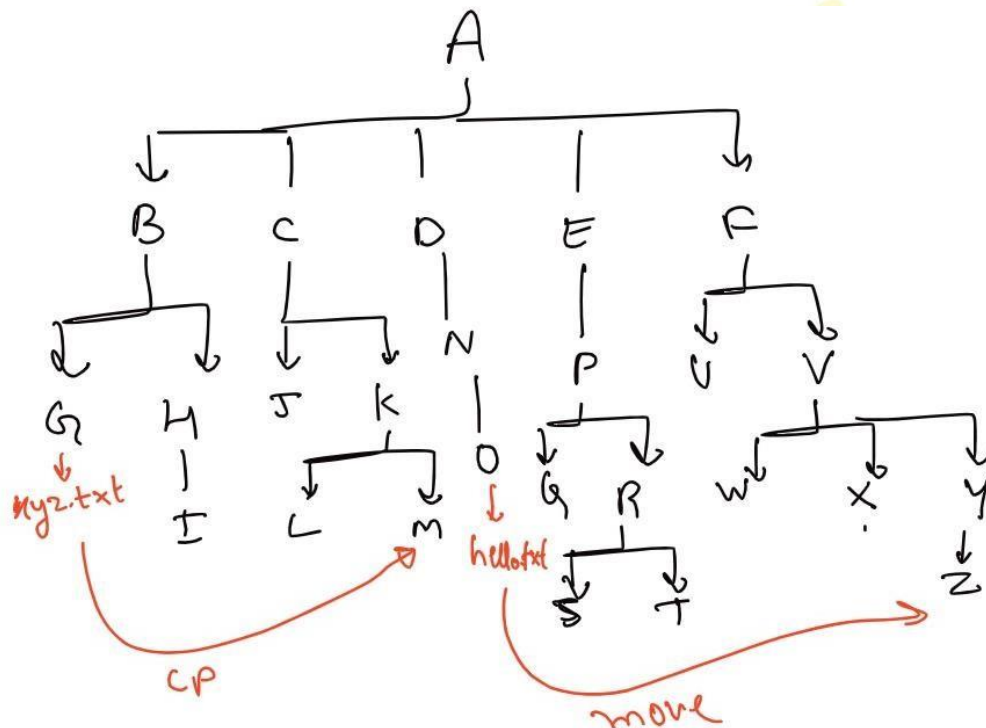 A
B C D E F
N
G H J K P U V
xyz.txt I L M O G R W X Y
hello.txt
S T Z
cp
move